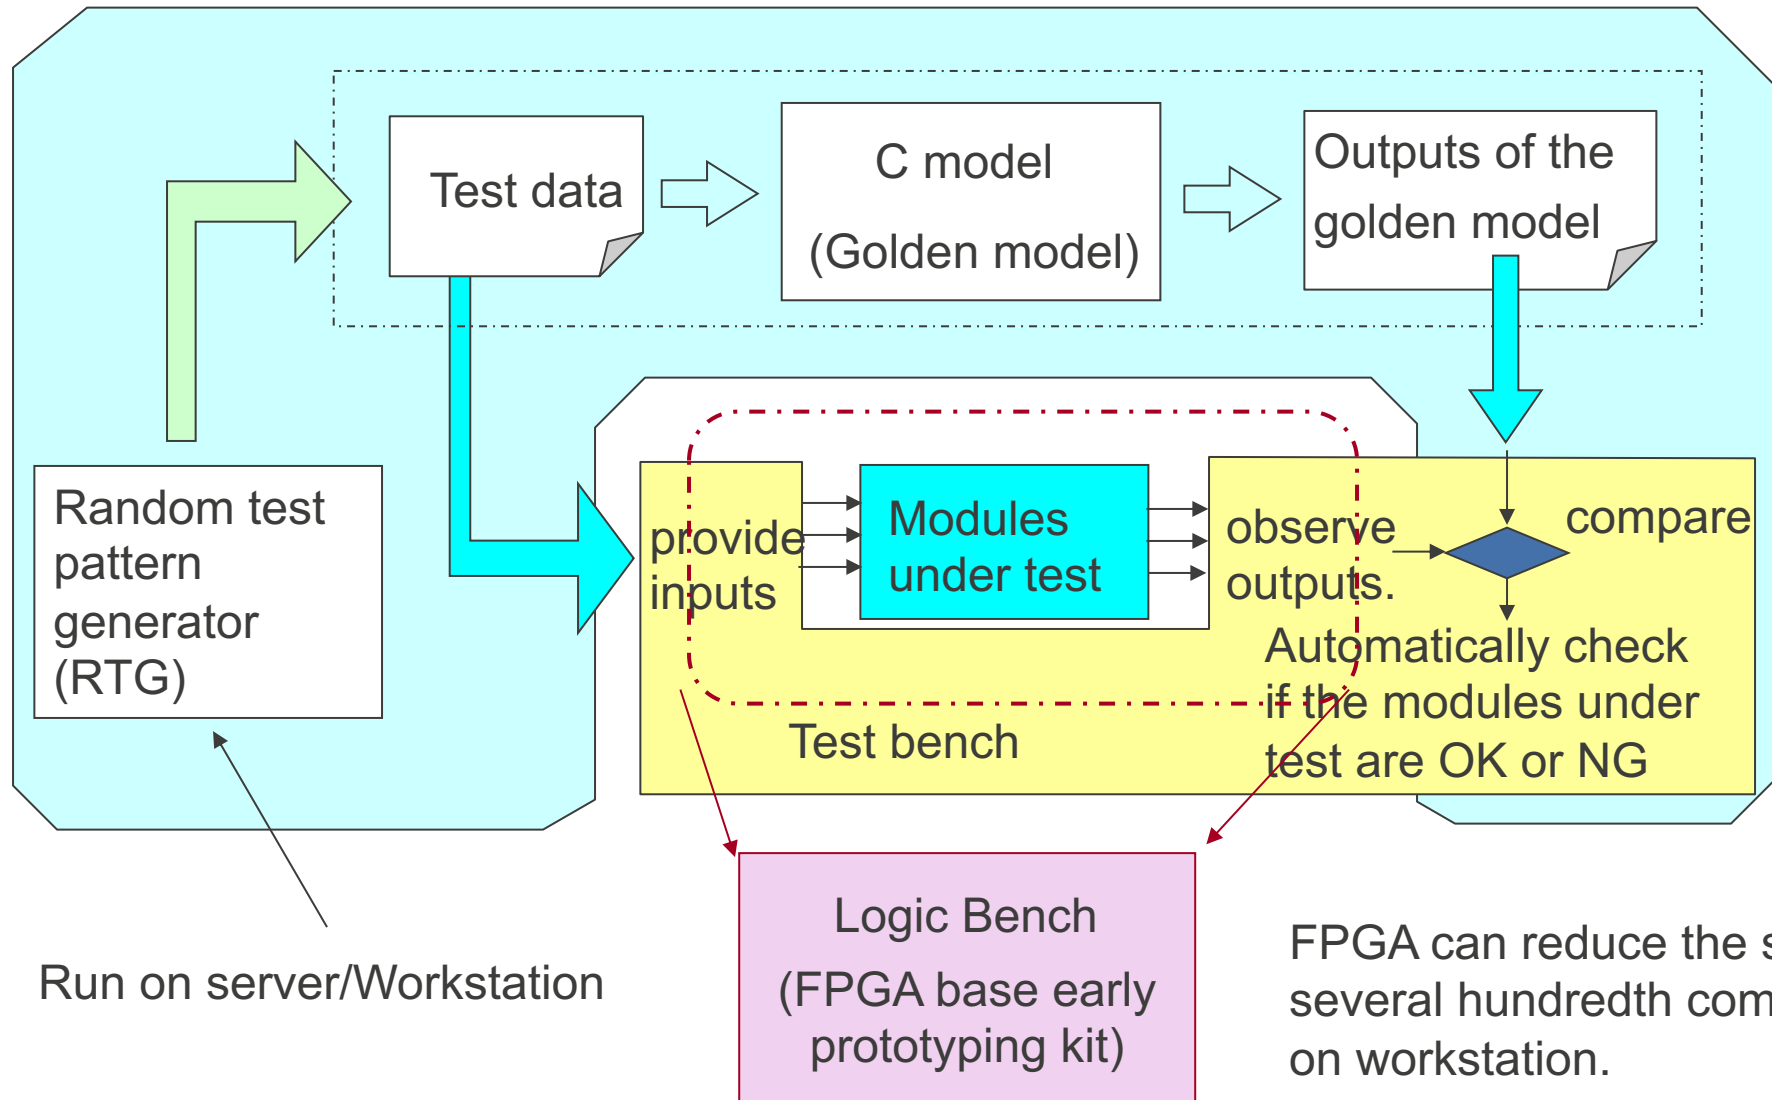 Test data
C model
(Golden model)
Outputs of the
golden model
Random test
pattern
generator
(RTG)
provide
inputs
Modules
under test
observe
outputs.
compare
Automatically check
if the modules under
test are OK or NG
Test bench
Logic Bench
(FPGA base early
prototyping kit)
Run on server/Workstation
FPGA can reduce the
several hundredth
on workstation.